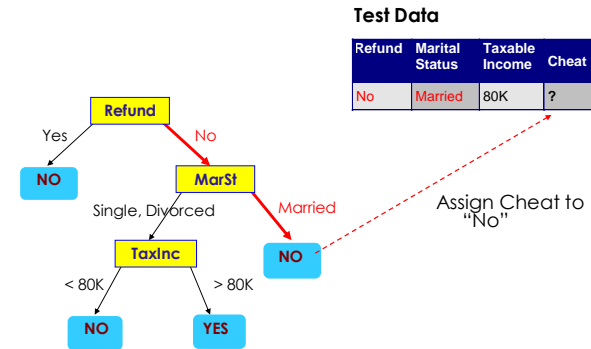 Test Data
Refund Marital Status Taxable Income Cheat
No Married 80K ?
Refund
Yes
No
NO
MarSt
Single, Divorced
Married
Assign Cheat to
“No”
TaxInc
NO
< 80K
> 80K
NO
YES